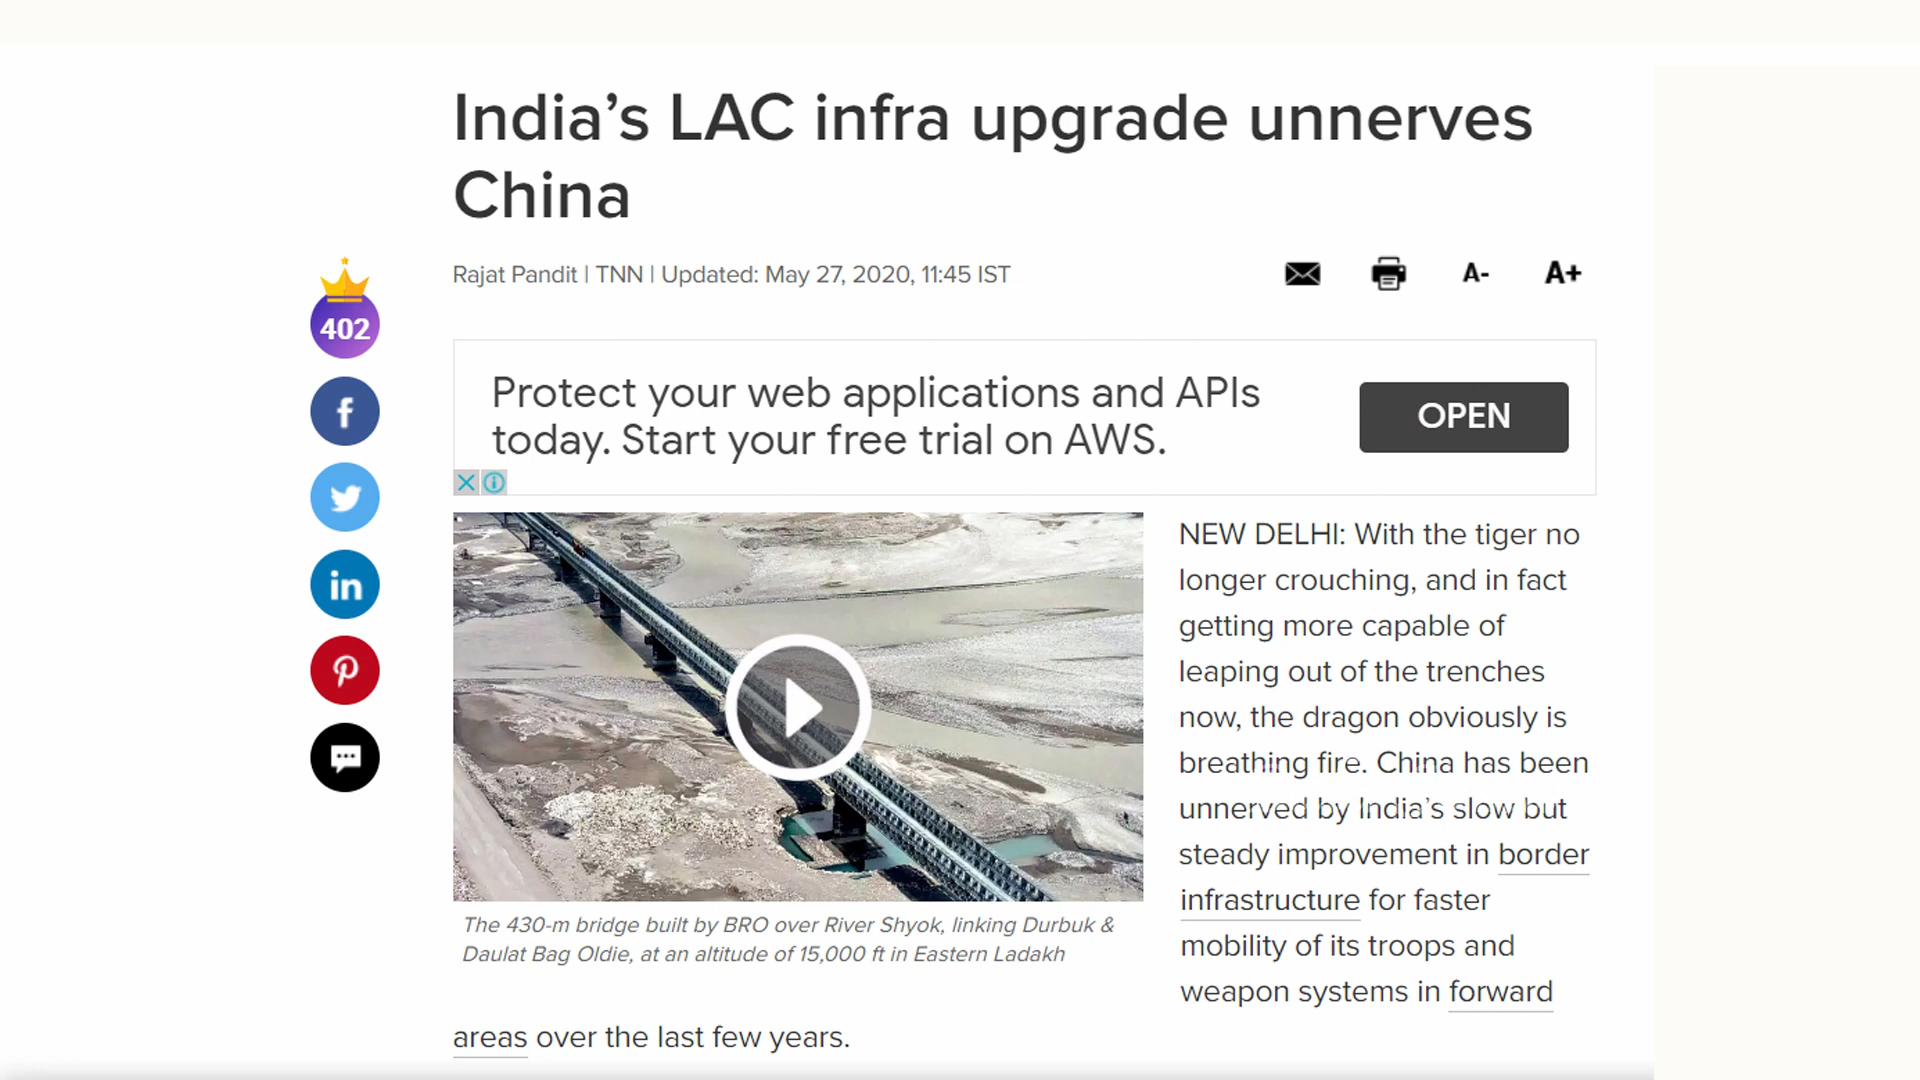 India’s LAC infra upgrade unnerves
China
Rajat Pandit | TNN | Updated: May 27, 2020, 11:45 IST
A-
A+
402
f
in
Protect your web applications and APIs
today. Start your free trial on AWS.
OPEN
NEW DELHI: With the tiger no
longer crouching, and in fact
getting more capable of
leaping out of the trenches
now, the dragon obviously is
breathing fire. China has been
unnerved by India’s slow but
steady improvement in border
infrastructure for faster
mobility of its troops and
weapon systems in forward
areas over the last few years.
The 430-m bridge built by BRO over River Shyok, linking Durbuk &
Daulat Bag Oldie, at an altitude of 15,000 ft in Eastern Ladakh